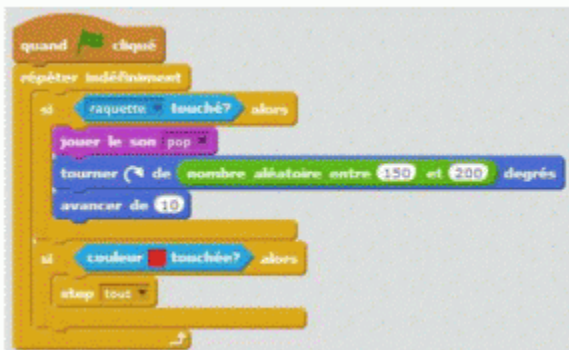 quand cliqué
répéter indéfiniment
si raquette touché? alors
jouer le son pop
tourner de nombre aléatoire entre 150 et 200 degrés
avancer de 10
si couleur touchée? alors
stop tout